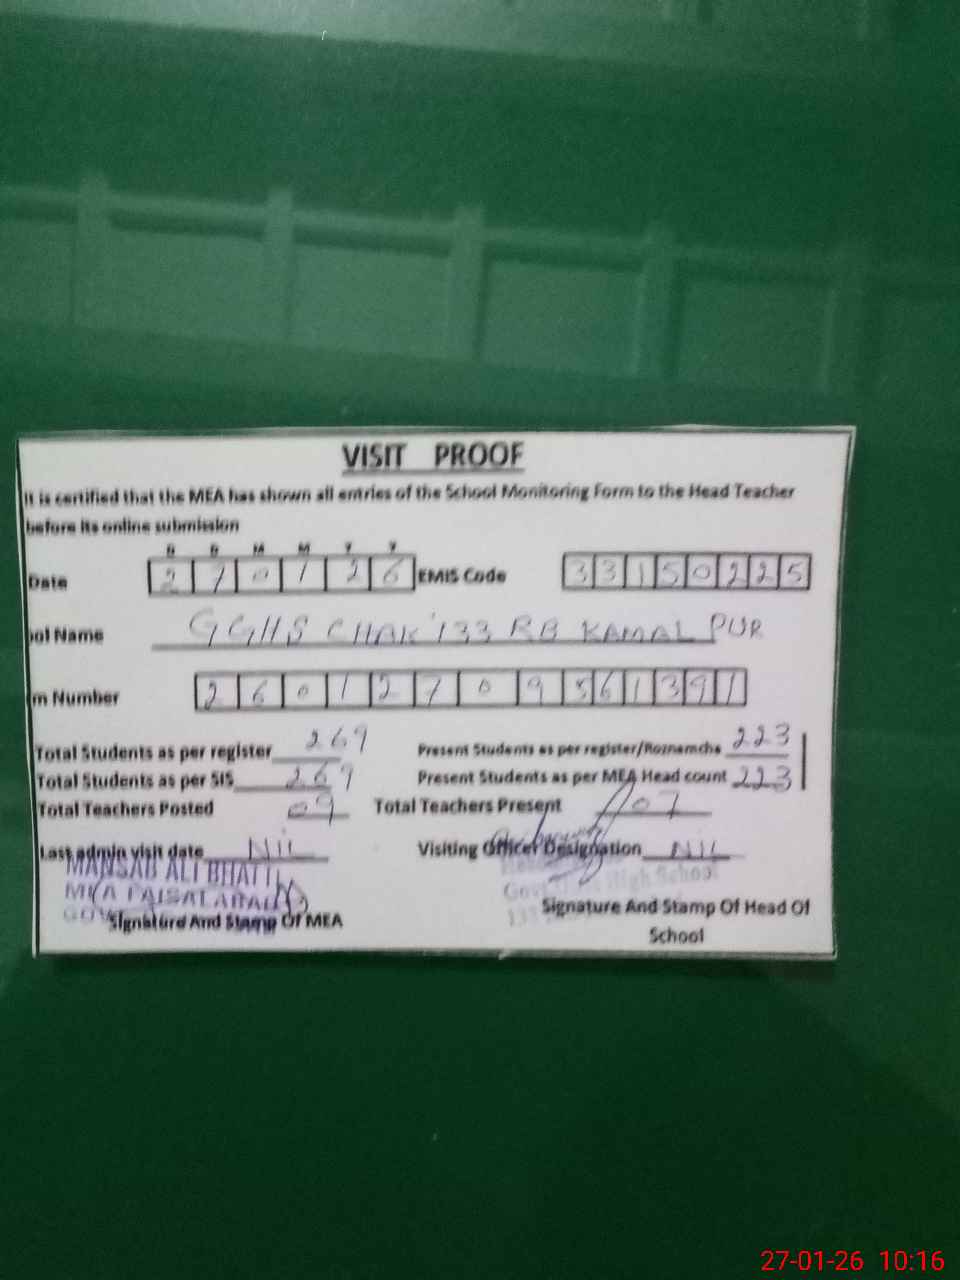 VISIT PROOF
It is certified that the MEA has shown all entries of the School Monitoring Form to the Head Teacher
before its online submission
D D M M Y Y
Date 2 7 0 1 2 6 EMIS Code 3 3 1 5 0 2 2 5
ol Name GGHS CHAK 133 RB KAMAL PUR
m Number 2 6 0 1 2 7 0 9 5 6 1 3 9 1
Total Students as per register 269 Present Students as per register/Roznamcha 223
Total Students as per SIS 269 Present Students as per MEA Head count 223
Total Teachers Posted 09 Total Teachers Present 07
Last admin visit date NIL Visiting Officer Designation NIL
MANSAB ALI BHATTI
MEA FAISALABAD
Govt High School
133
Signature And Stamp Of MEA Signature And Stamp Of Head Of
School
27-01-26 10:16